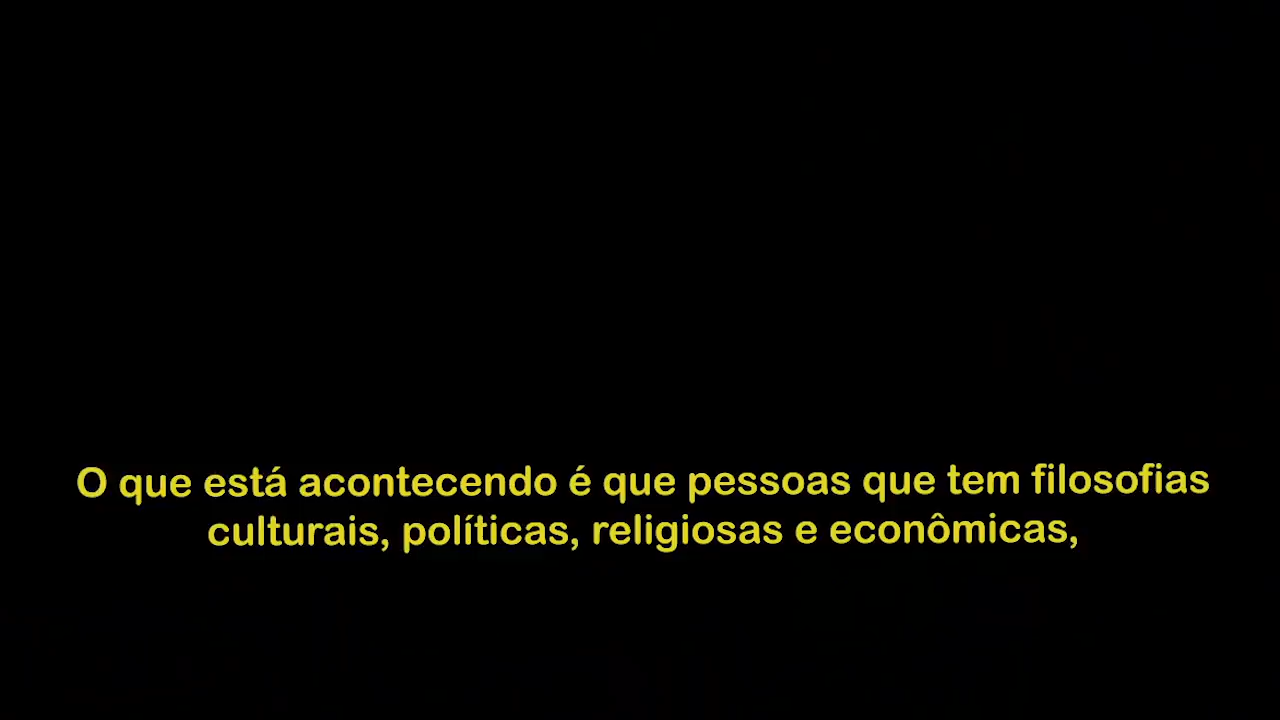 O que está acontecendo é que pessoas que tem filosofias
culturais, políticas, religiosas e econômicas,